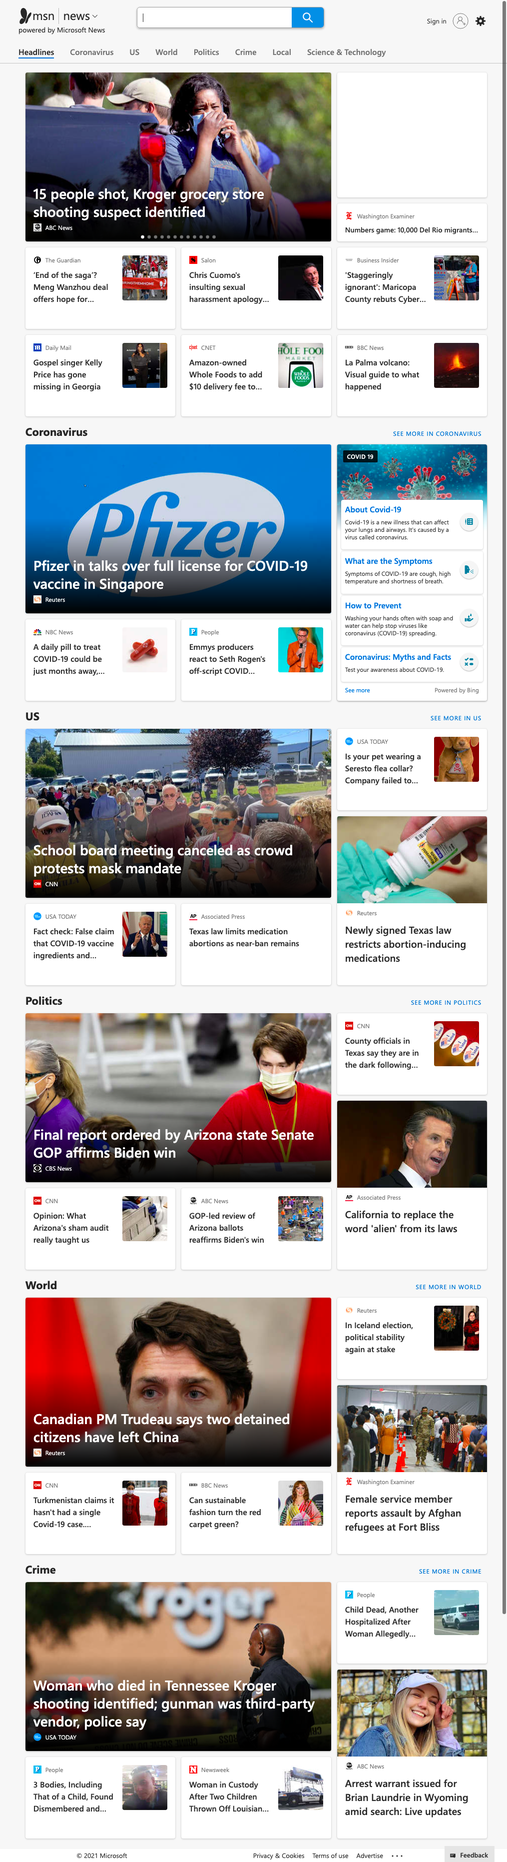 msn | news
powered by Microsoft News
Sign in
Headlines Coronavirus US World Politics Crime Local Science & Technology
15 people shot, Kroger grocery store
shooting suspect identified
ABC News
Washington Examiner
Numbers game: 10,000 Del Rio migrants...
The Guardian
'End of the saga'?
Meng Wanzhou deal
offers hope for...
Salon
Chris Cuomo's
insulting sexual
harassment apology...
Business Insider
'Staggeringly
ignorant': Maricopa
County rebuts Cyber...
Daily Mail
Gospel singer Kelly
Price has gone
missing in Georgia
CNET
Amazon-owned
Whole Foods to add
$10 delivery fee to...
BBC News
La Palma volcano:
Visual guide to what
happened
Coronavirus
SEE MORE IN CORONAVIRUS
Pfizer
Pfizer in talks over full license for COVID-19
vaccine in Singapore
Reuters
COVID 19
About Covid-19
Covid-19 is a new illness that can affect
your lungs and airways. It's caused by a
virus called coronavirus.
What are the Symptoms
Symptoms of COVID-19 are cough, high
temperature and shortness of breath.
How to Prevent
Washing your hands often with soap and
water can help stop viruses like
coronavirus (COVID-19) spreading.
Coronavirus: Myths and Facts
Test your awareness about COVID-19.
See more
Powered by Bing
NBC News
A daily pill to treat
COVID-19 could be
just months away,...
People
Emmys producers
react to Seth Rogen's
off-script COVID...
US
SEE MORE IN US
School board meeting canceled as crowd
protests mask mandate
CNN
USA TODAY
Is your pet wearing a
Seresto flea collar?
Company failed to...
Reuters
Newly signed Texas law
restricts abortion-inducing
medications
USA TODAY
Fact check: False claim
that COVID-19 vaccine
ingredients and...
Associated Press
Texas law limits medication
abortions as near-ban remains
Politics
SEE MORE IN POLITICS
Final report ordered by Arizona state Senate
GOP affirms Biden win
CBS News
CNN
County officials in
Texas say they are in
the dark following...
Associated Press
California to replace the
word 'alien' from its laws
CNN
Opinion: What
Arizona's sham audit
really taught us
ABC News
GOP-led review of
Arizona ballots
reaffirms Biden's win
World
SEE MORE IN WORLD
Canadian PM Trudeau says two detained
citizens have left China
Reuters
Reuters
In Iceland election,
political stability
again at stake
Washington Examiner
Female service member
reports assault by Afghan
refugees at Fort Bliss
CNN
Turkmenistan claims it
hasn't had a single
Covid-19 case....
BBC News
Can sustainable
fashion turn the red
carpet green?
Crime
SEE MORE IN CRIME
Kroger
Woman who died in Tennessee Kroger
shooting identified; gunman was third-party
vendor, police say
USA TODAY
People
Child Dead, Another
Hospitalized After
Woman Allegedly...
ABC News
Arrest warrant issued for
Brian Laundrie in Wyoming
amid search: Live updates
People
3 Bodies, Including
That of a Child, Found
Dismembered and...
Newsweek
Woman in Custody
After Two Children
Thrown Off Louisian...
© 2021 Microsoft
Privacy & Cookies Terms of use Advertise
Feedback